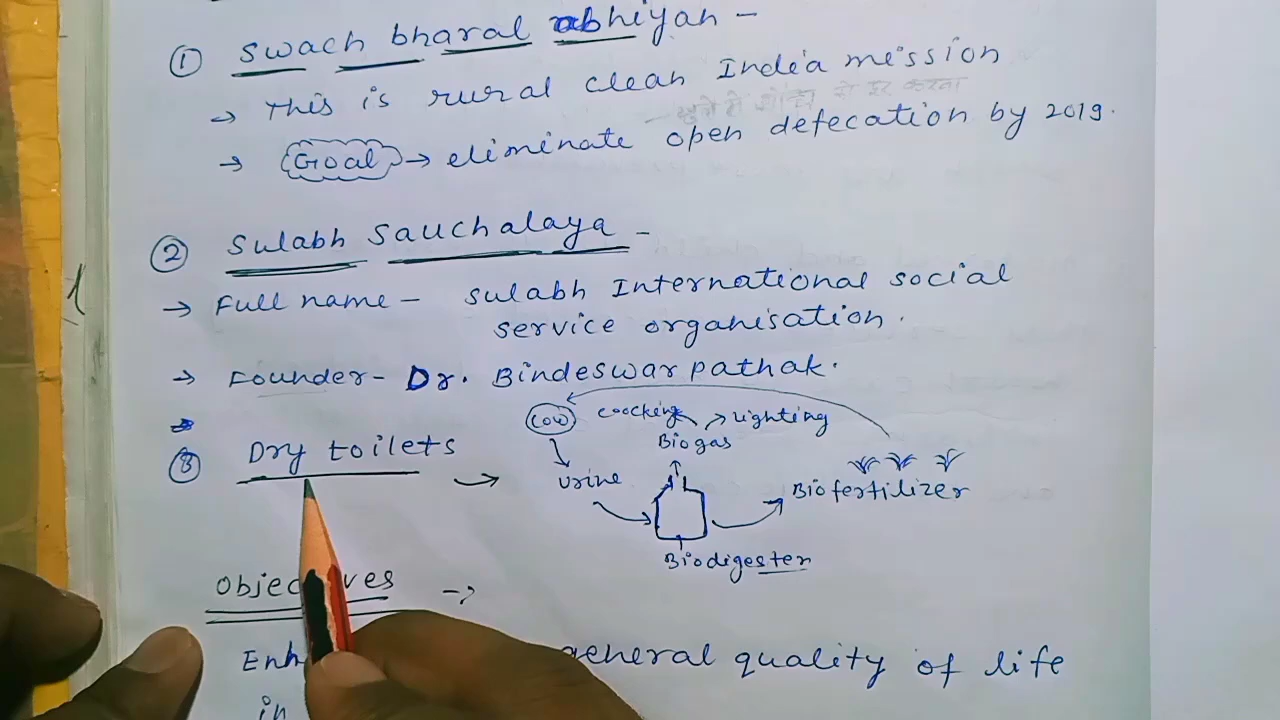 ① Swach bharal abhiyan -
→ This is rural clean India mission
→ Goal → eliminate open defecation by 2019.
② Sulabh Sauchalaya -
→ Full name - Sulabh International social
service organisation.
→ Founder - Dr. Bindeswar pathak.
③ Dry toilets →
cow
coocking
lighting
Biogas
urine
Biofertilizer
Biodigester
Objec ves →
Enh general quality of life
in